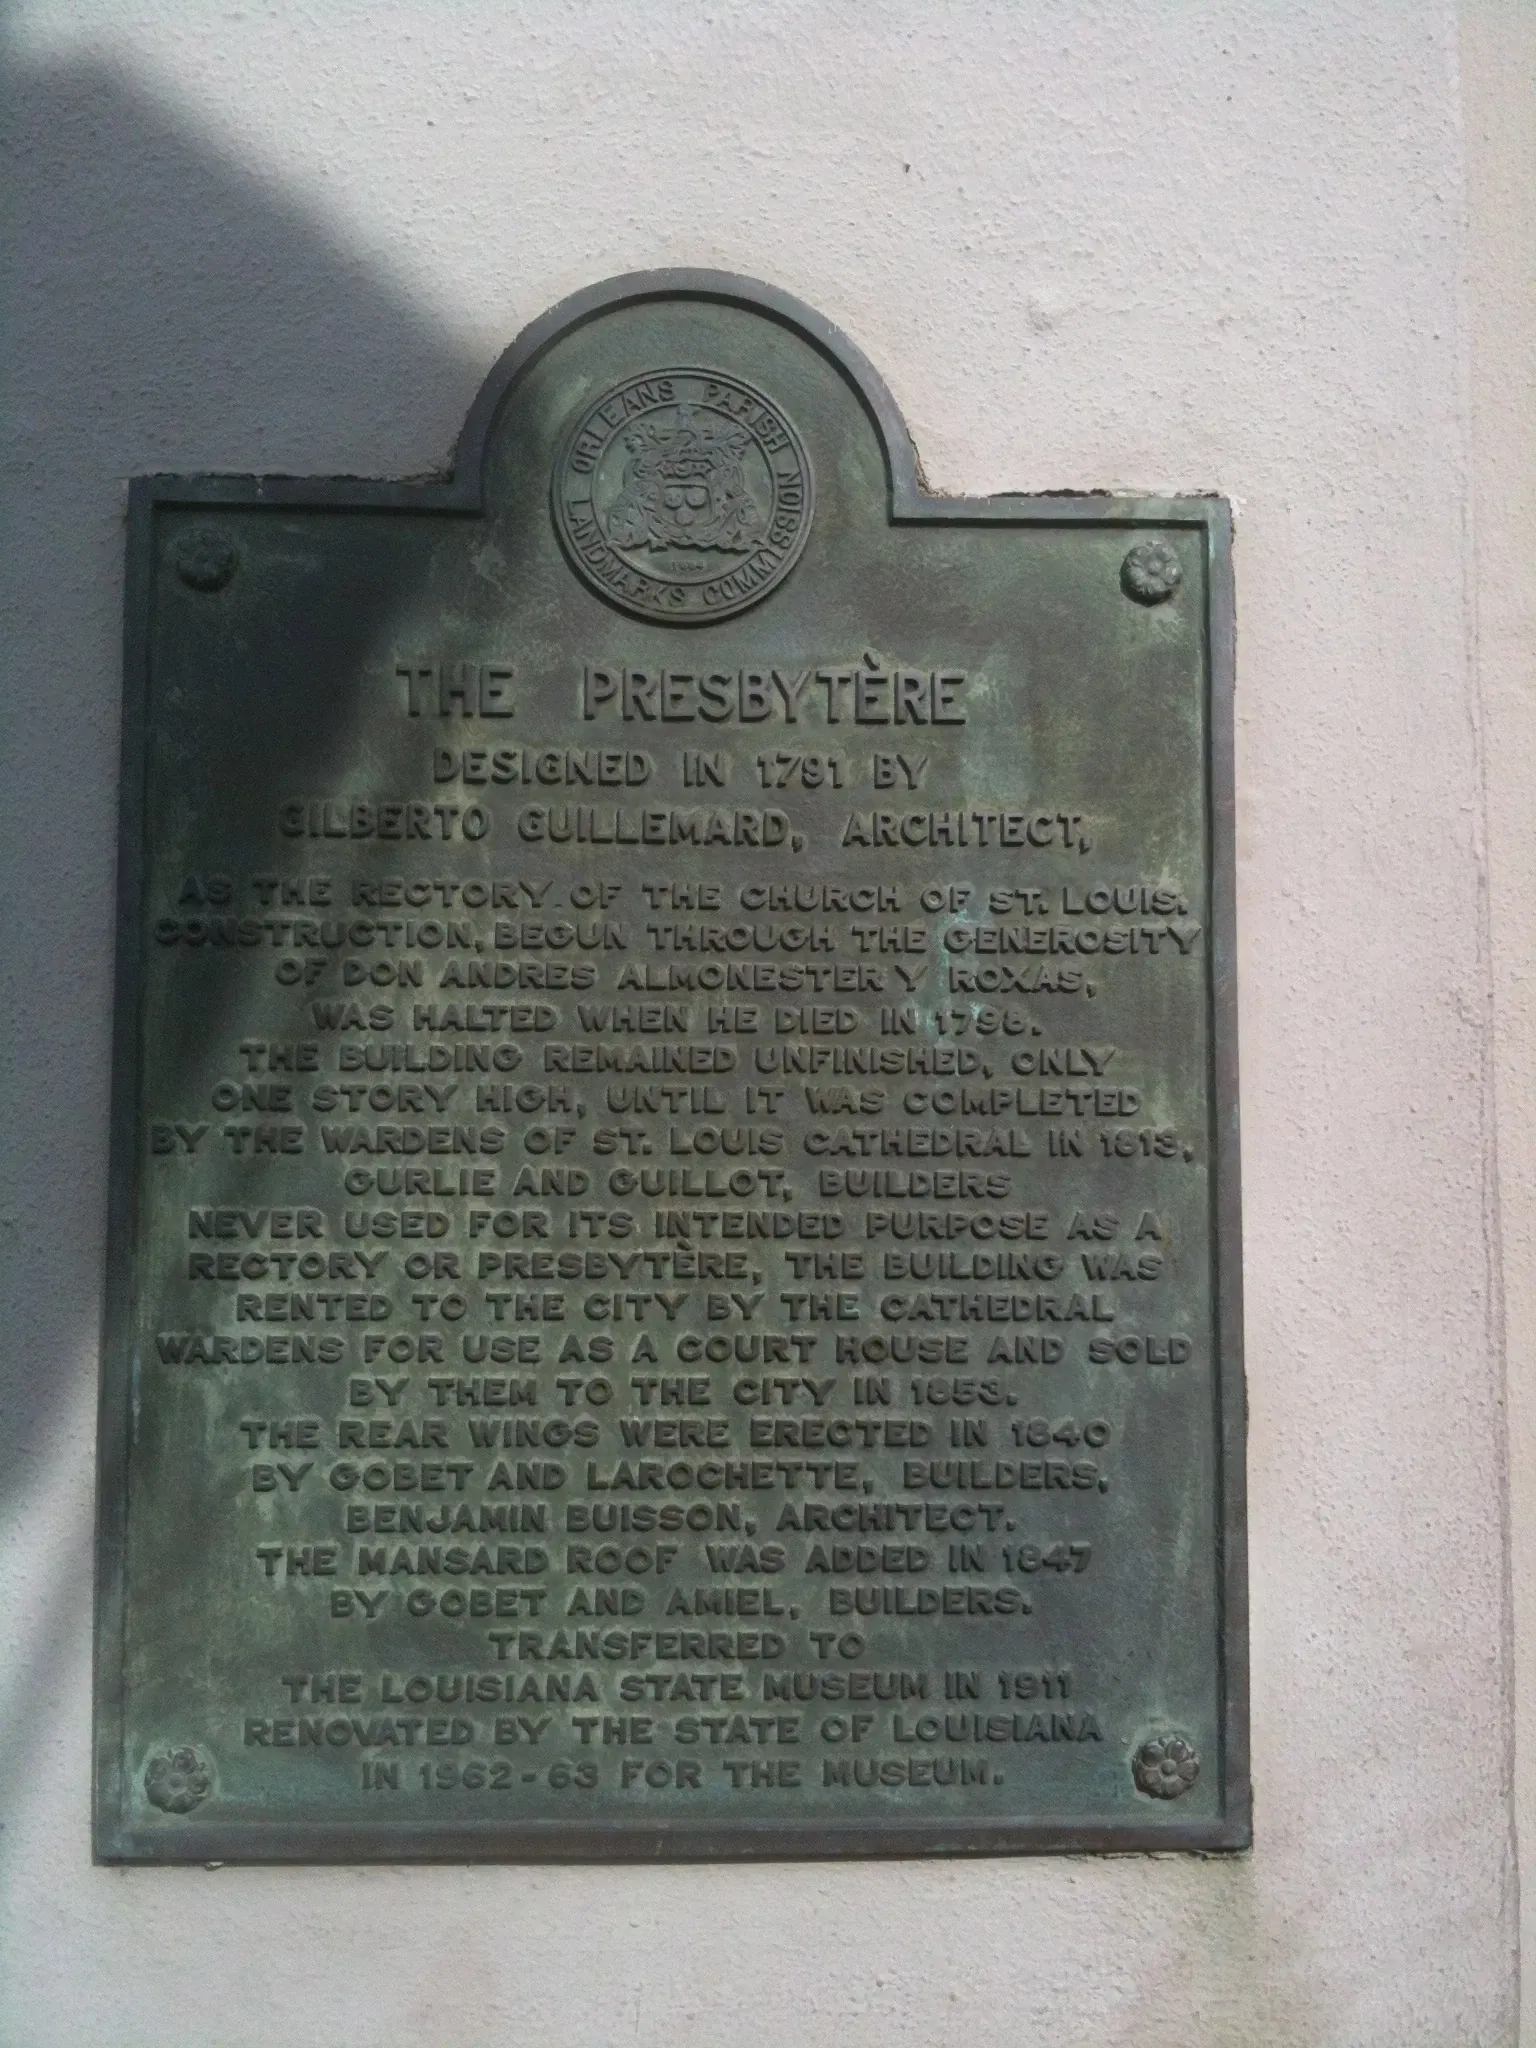 ORLEANS PARISH
LANDMARKS COMMISSION
THE PRESBYTÈRE
DESIGNED IN 1791 BY
GILBERTO GUILLEMARD, ARCHITECT,
AS THE RECTORY OF THE CHURCH OF ST. LOUIS.
CONSTRUCTION, BEGUN THROUGH THE GENEROSITY
OF DON ANDRES ALMONESTER Y ROXAS,
WAS HALTED WHEN HE DIED IN 1798.
THE BUILDING REMAINED UNFINISHED, ONLY
ONE STORY HIGH, UNTIL IT WAS COMPLETED
BY THE WARDENS OF ST. LOUIS CATHEDRAL IN 1813,
GURLIE AND GUILLOT, BUILDERS
NEVER USED FOR ITS INTENDED PURPOSE AS A
RECTORY OR PRESBYTÈRE, THE BUILDING WAS
RENTED TO THE CITY BY THE CATHEDRAL
WARDENS FOR USE AS A COURT HOUSE AND SOLD
BY THEM TO THE CITY IN 1853.
THE REAR WINGS WERE ERECTED IN 1840
BY GOBET AND LAROCHETTE, BUILDERS,
BENJAMIN BUISSON, ARCHITECT.
THE MANSARD ROOF WAS ADDED IN 1847
BY GOBET AND AMIEL, BUILDERS.
TRANSFERRED TO
THE LOUISIANA STATE MUSEUM IN 1911
RENOVATED BY THE STATE OF LOUISIANA
IN 1962-63 FOR THE MUSEUM.